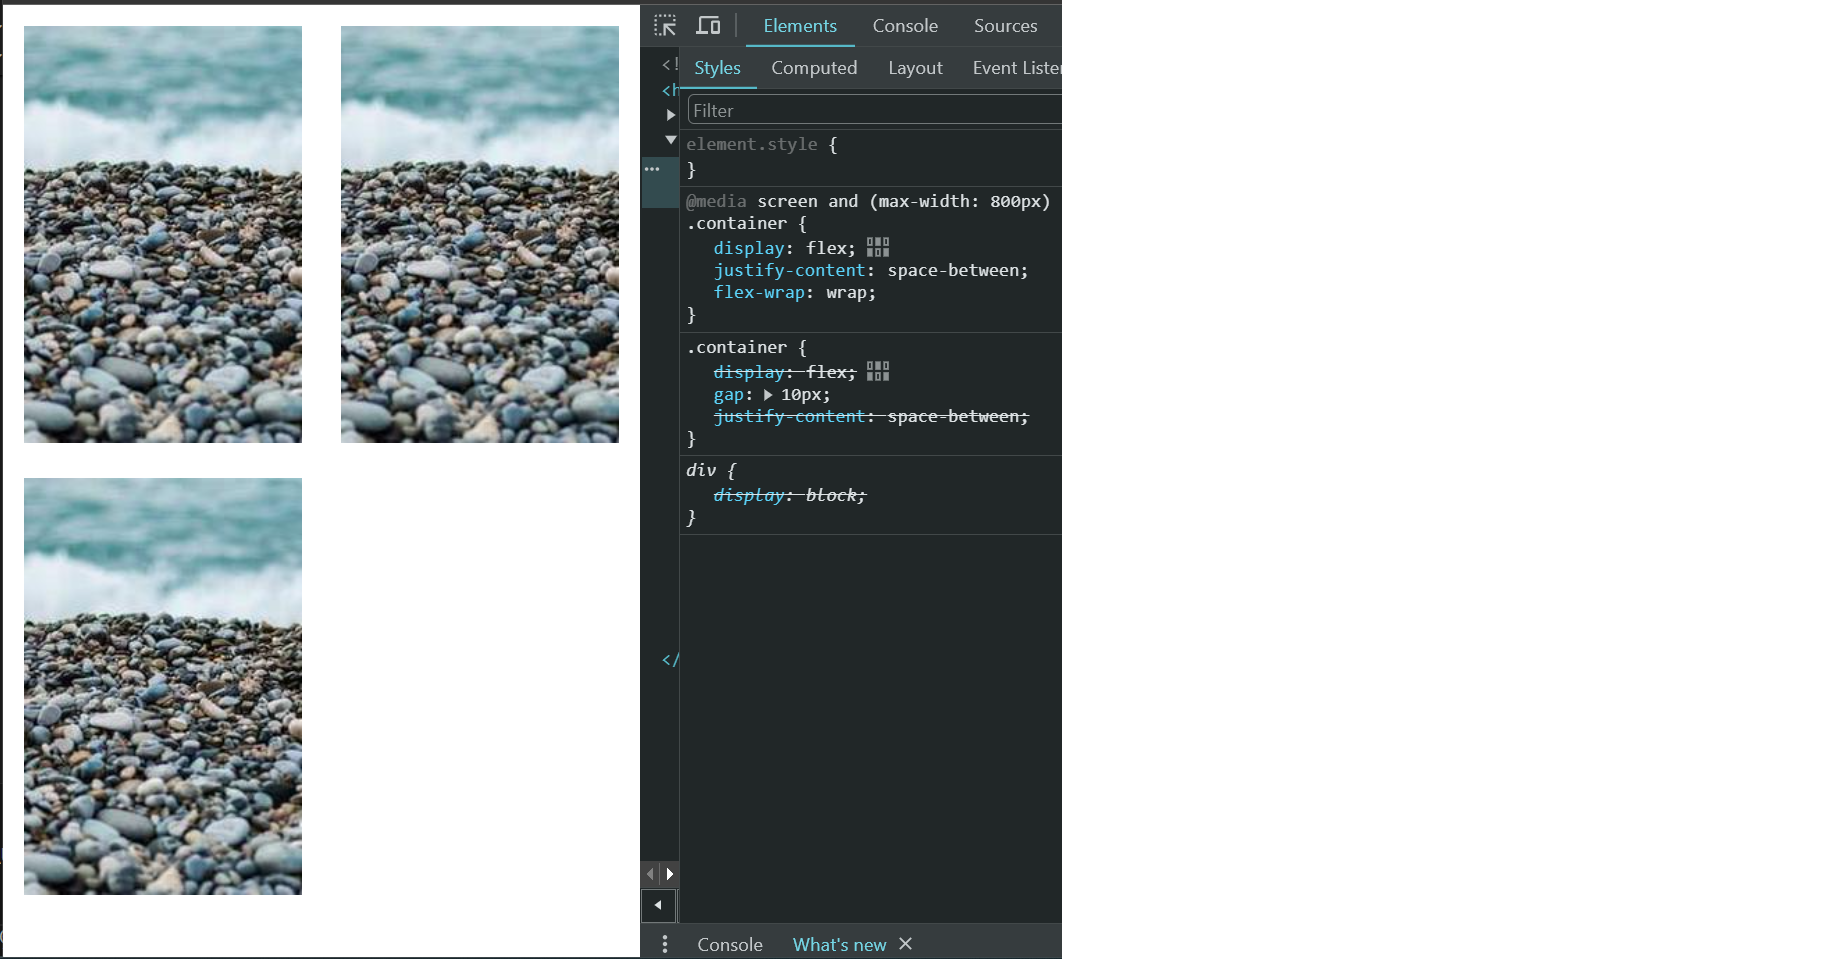 Elements Console Sources
Styles Computed Layout Event Listen
Filter
<!
<h
element.style {
}
@media screen and (max-width: 800px)
.container {
display: flex;
justify-content: space-between;
flex-wrap: wrap;
}
.container {
display: flex;
gap: 10px;
justify-content: space-between;
}
div {
display: block;
}
</
Console What's new